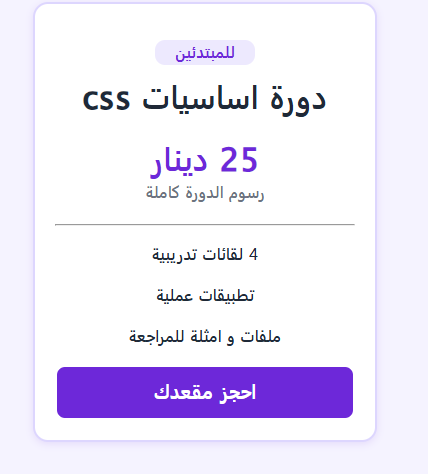 للمبتدئين
دورة اساسيات css
25 دينار
رسوم الدورة كاملة
4 لقائات تدريبية
تطبيقات عملية
ملفات و امثلة للمراجعة
احجز مقعدك